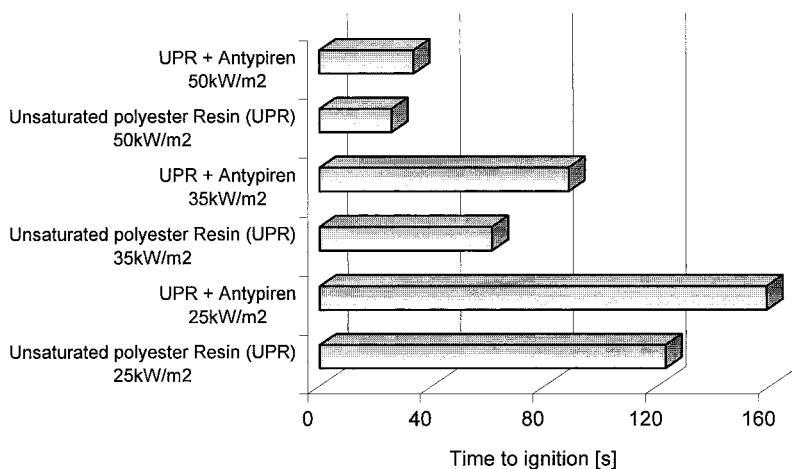 UPR + Antypiren
50kW/m2
Unsaturated polyester Resin (UPR)
50kW/m2
UPR + Antypiren
35kW/m2
Unsaturated polyester Resin (UPR)
35kW/m2
UPR + Antypiren
25kW/m2
Unsaturated polyester Resin (UPR)
25kW/m2
0 40 80 120 160
Time to ignition [s]